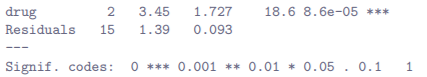 drug 2 3.45 1.727 18.6 8.6e-05 ***
Residuals 15 1.39 0.093
---
Signif. codes: 0 *** 0.001 ** 0.01 * 0.05 . 0.1 1